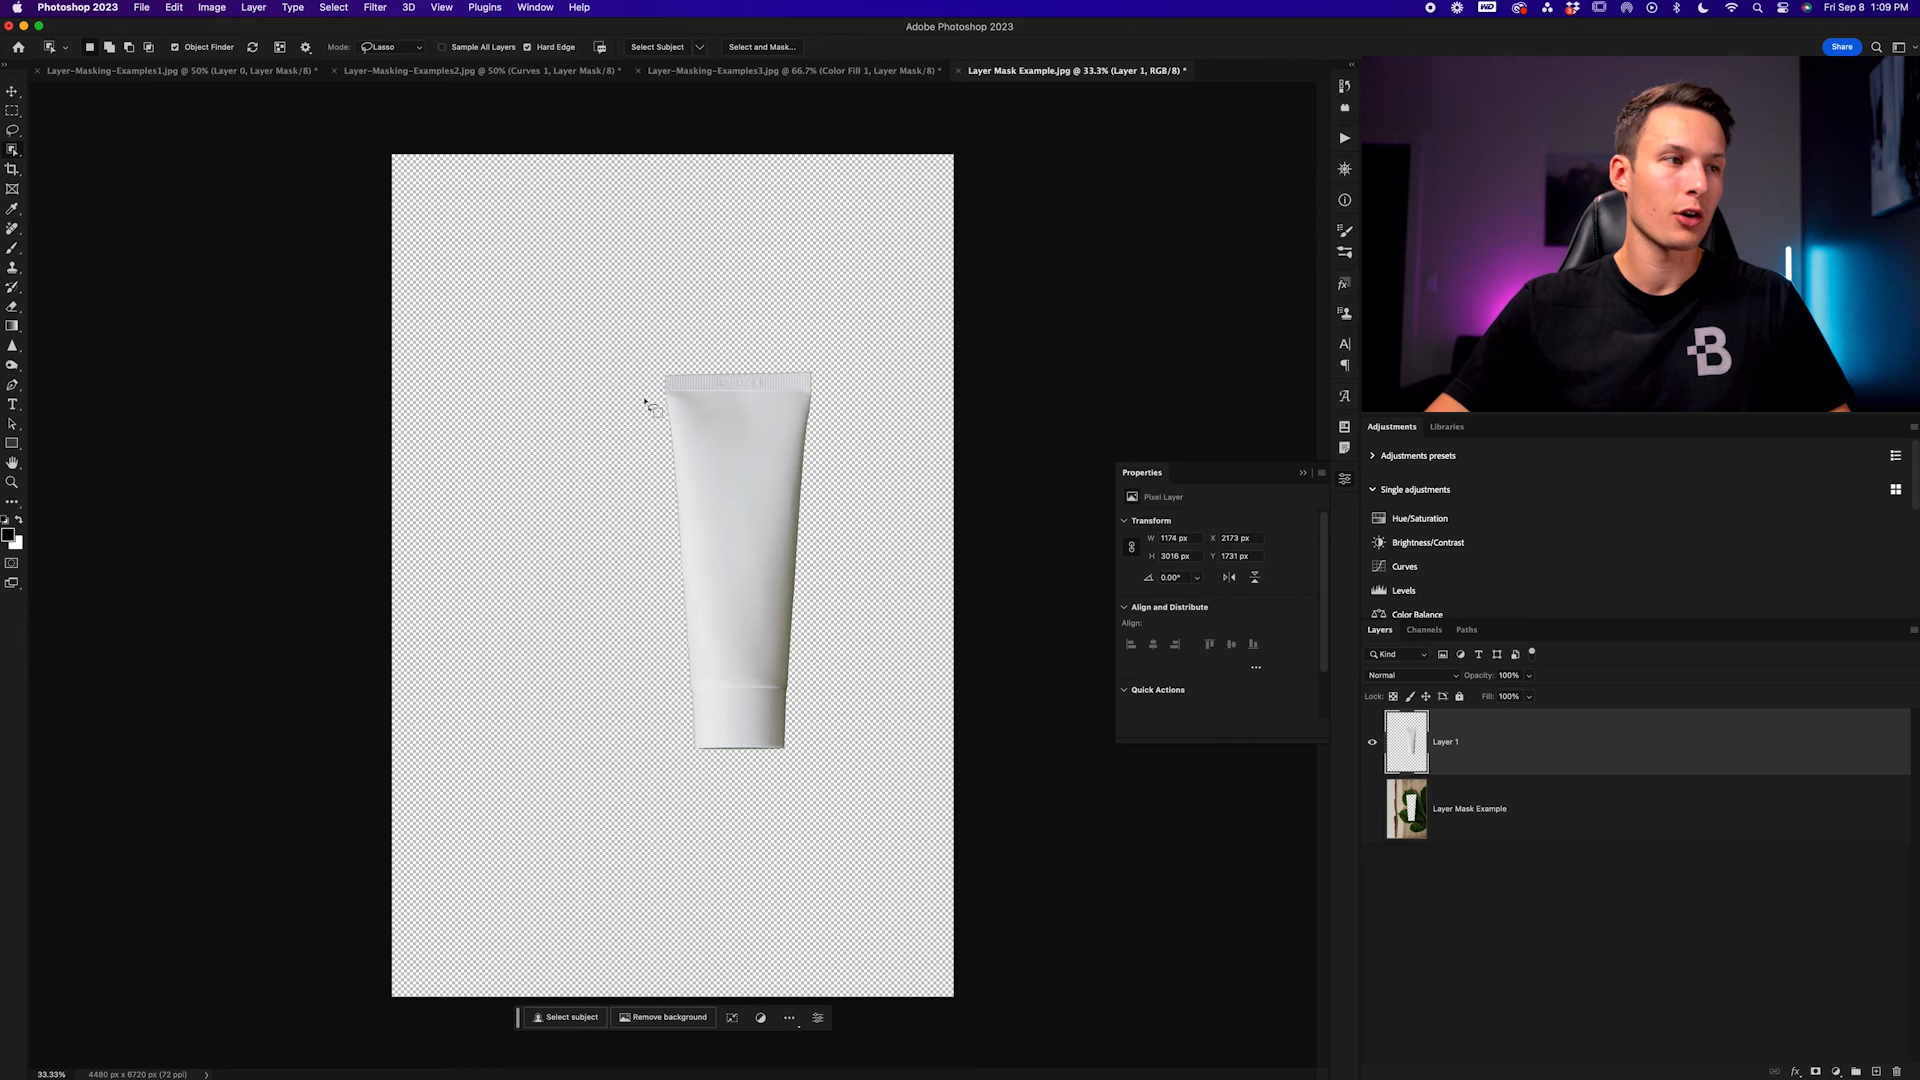 Photoshop 2023 File Edit Image Layer Type Select Filter 3D View Plugins Window Help WD Fri Sep 8 1:09 PM
Adobe Photoshop 2023
Object Finder Mode: Lasso Sample All Layers Hard Edge Select Subject Select and Mask... Share
Layer-Masking-Examples1.jpg @ 50% (Layer 0, Layer Mask/8) * Layer-Masking-Examples2.jpg @ 50% (Curves 1, Layer Mask/8) * Layer-Masking-Examples3.jpg @ 66.7% (Color Fill 1, Layer Mask/8) * Layer Mask Example.jpg @ 33.3% (Layer 1, RGB/8) *
B
Adjustments Libraries
Adjustments presets
Single adjustments
Hue/Saturation
Brightness/Contrast
Curves
Levels
Color Balance
Properties
Pixel Layer
Transform
W 1174 px X 2173 px
H 3016 px Y 1731 px
0.00°
Align and Distribute
Align:
Quick Actions
Layers Channels Paths
Kind
Normal Opacity: 100%
Lock: Fill: 100%
Layer 1
Layer Mask Example
Select subject Remove background
33.33% 4480 px x 6720 px (72 ppi)